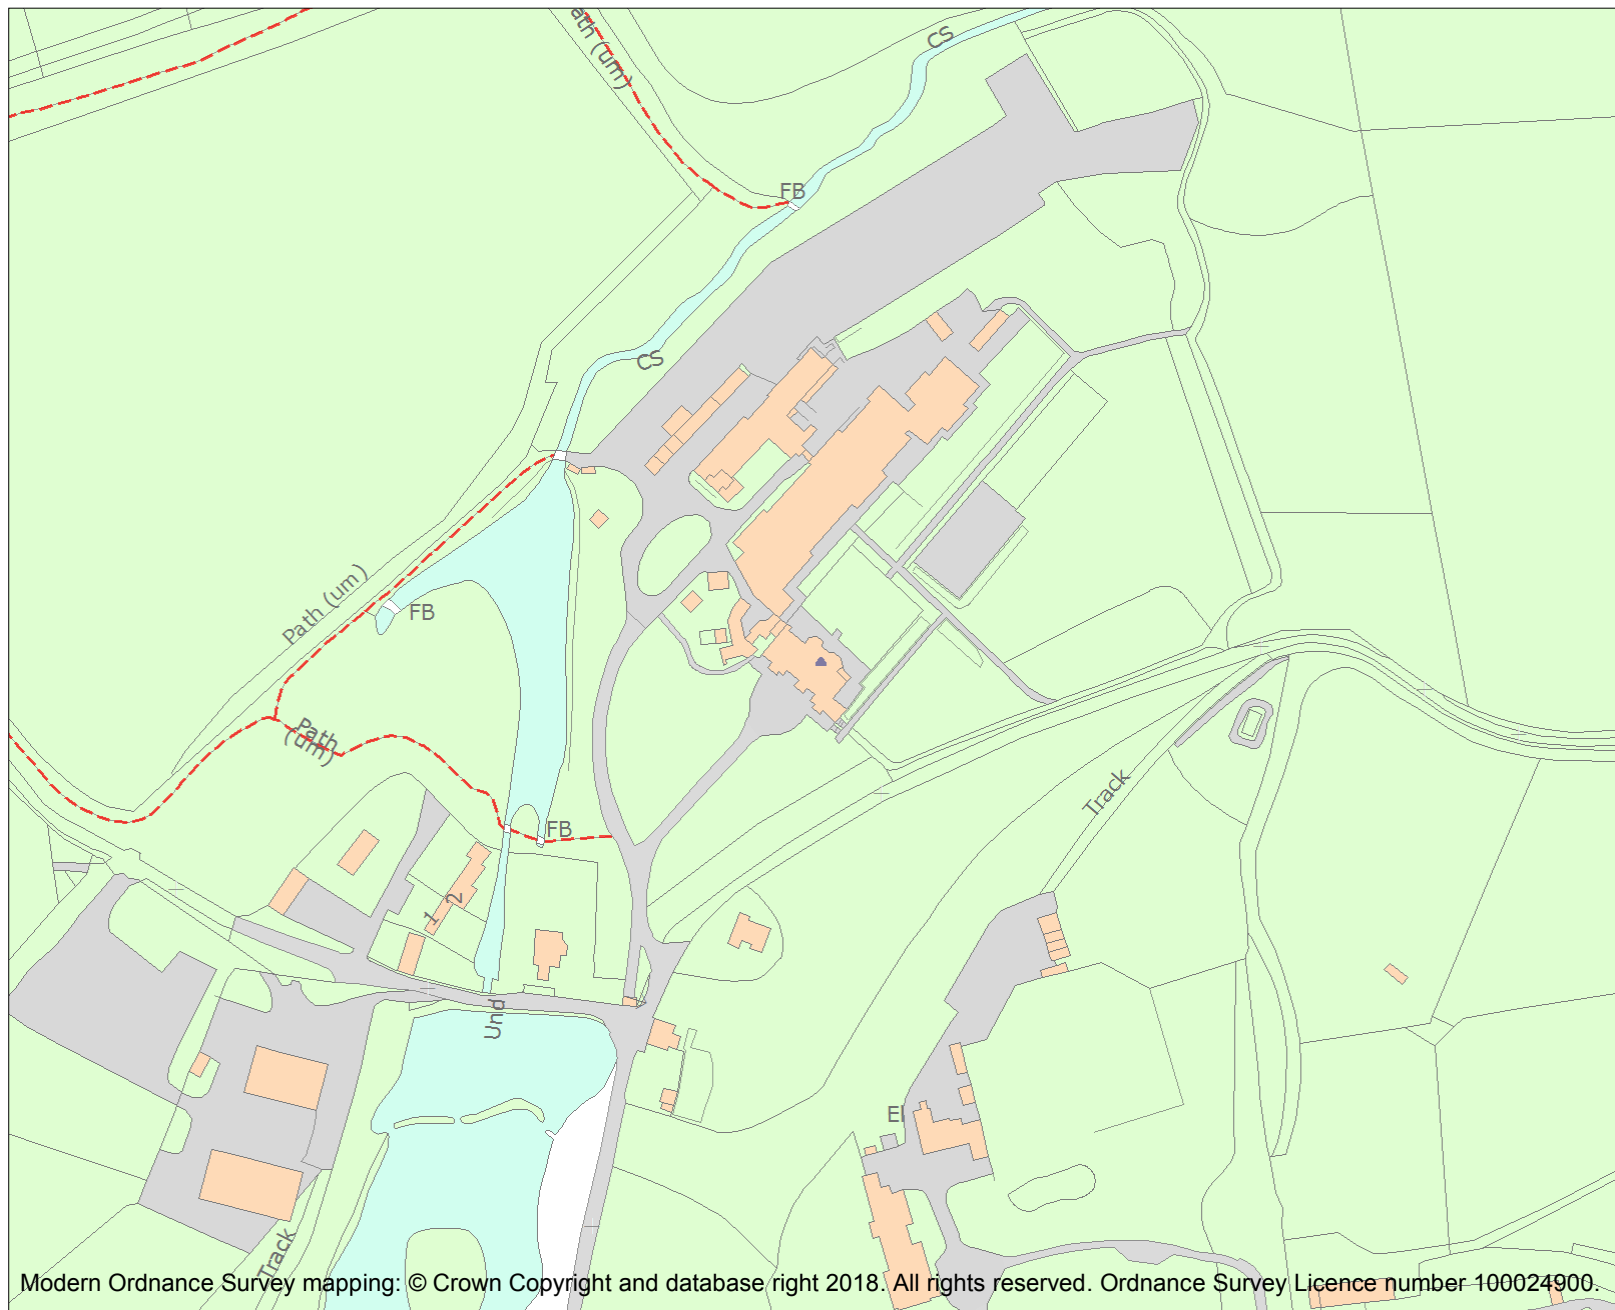 Path (um)
CS
FB
CS
Path (um)
FB
Path
(um)
Track
FB
1
2
Und
El
Track
Modern Ordnance Survey mapping: © Crown Copyright and database right 2018. All rights reserved. Ordnance Survey Licence number 100024900.